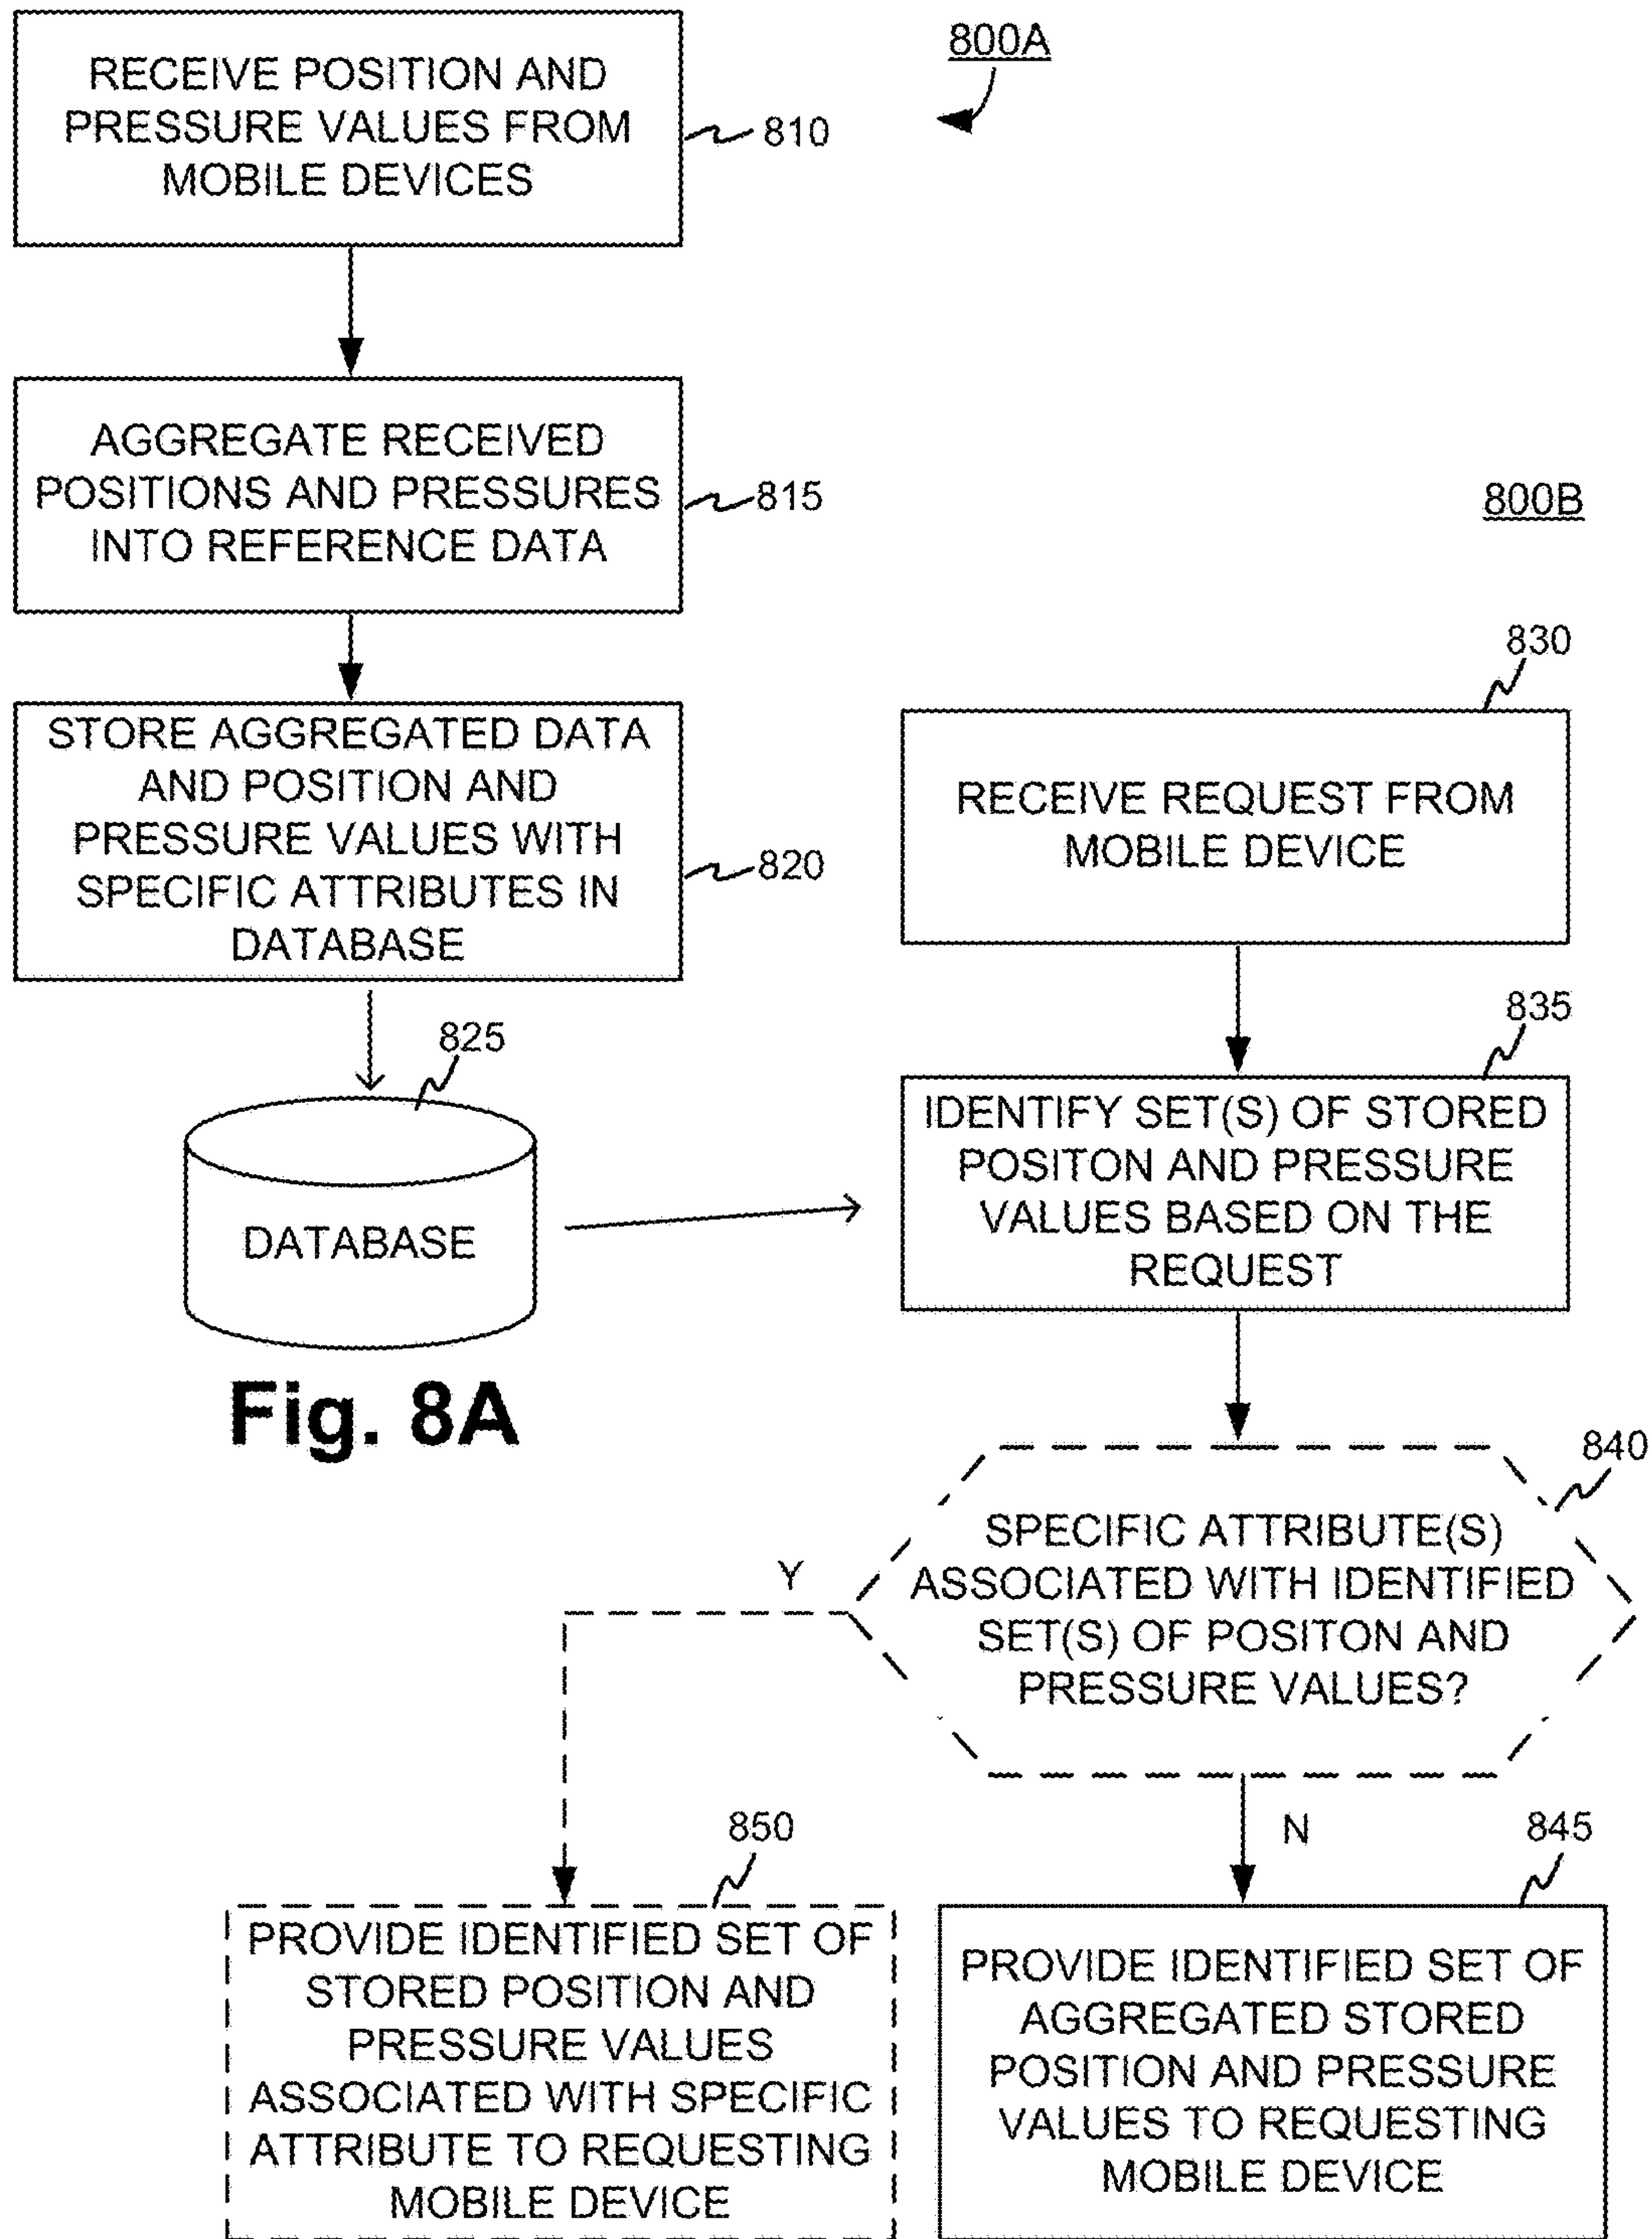 800A
RECEIVE POSITION AND
PRESSURE VALUES FROM
MOBILE DEVICES
810
AGGREGATE RECEIVED
POSITIONS AND PRESSURES
INTO REFERENCE DATA
815
STORE AGGREGATED DATA
AND POSITION AND
PRESSURE VALUES WITH
SPECIFIC ATTRIBUTES IN
DATABASE
820
825
DATABASE
Fig. 8A
800B
830
RECEIVE REQUEST FROM
MOBILE DEVICE
835
IDENTIFY SET(S) OF STORED
POSITON AND PRESSURE
VALUES BASED ON THE
REQUEST
840
SPECIFIC ATTRIBUTE(S)
ASSOCIATED WITH IDENTIFIED
SET(S) OF POSITON AND
PRESSURE VALUES?
Y
N
850
PROVIDE IDENTIFIED SET OF
STORED POSITION AND
PRESSURE VALUES
ASSOCIATED WITH SPECIFIC
ATTRIBUTE TO REQUESTING
MOBILE DEVICE
845
PROVIDE IDENTIFIED SET OF
AGGREGATED STORED
POSITION AND PRESSURE
VALUES TO REQUESTING
MOBILE DEVICE